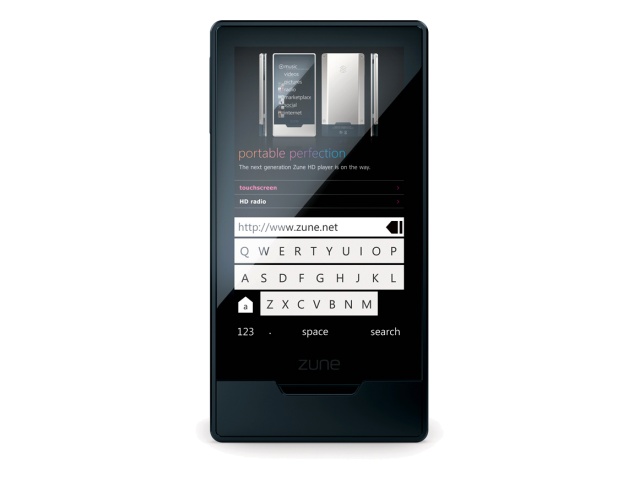 music
videos
pictures
radio
marketplace
social
internet
portable perfection
The next generation Zune HD player is on the way.
touchscreen
HD radio
http://www.zune.net
Q W E R T Y U I O P
A S D F G H J K L
a Z X C V B N M
123 . space search
zune